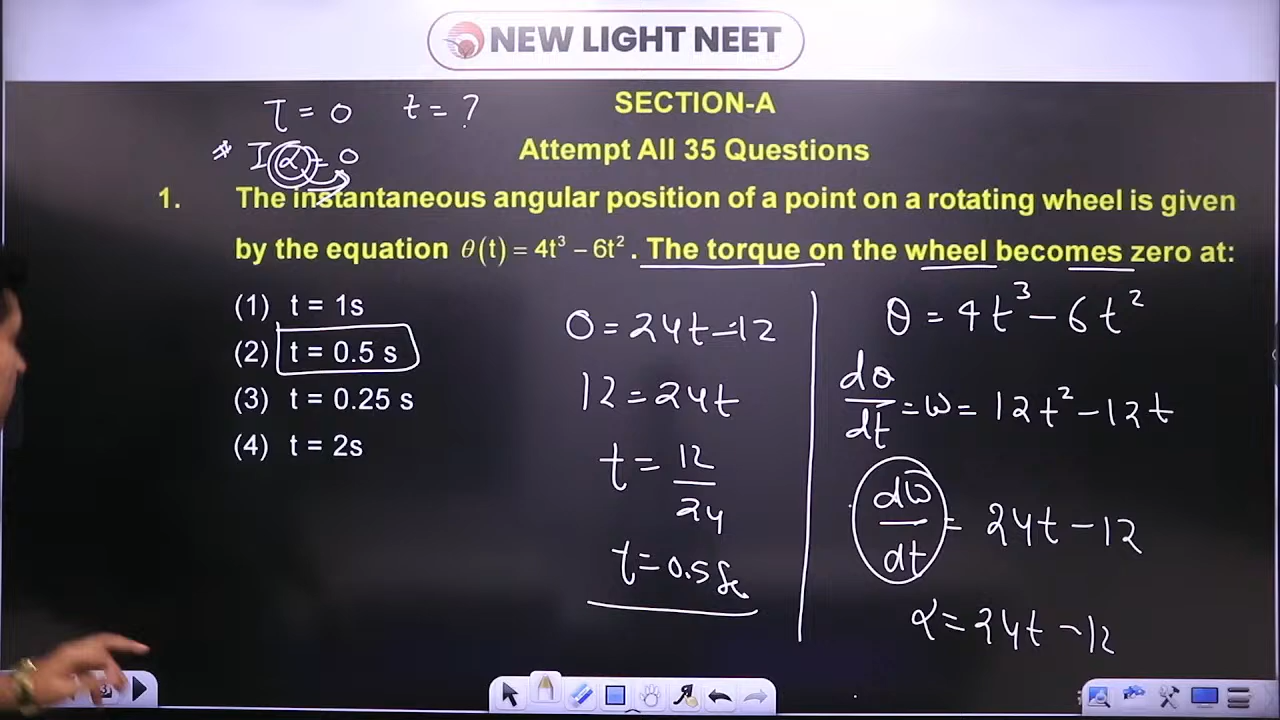 NEW LIGHT NEET
τ = 0 t = ?
* Iα = 0
SECTION-A
Attempt All 35 Questions
1. The instantaneous angular position of a point on a rotating wheel is given
by the equation θ(t) = 4t³ – 6t². The torque on the wheel becomes zero at:
(1) t = 1s
(2) t = 0.5 s
(3) t = 0.25 s
(4) t = 2s
0 = 24t – 12
12 = 24t
t = 12/24
t = 0.5 Sec
θ = 4t³ – 6t²
dθ/dt = ω = 12t² – 12t
dω/dt = 24t – 12
α = 24t – 12